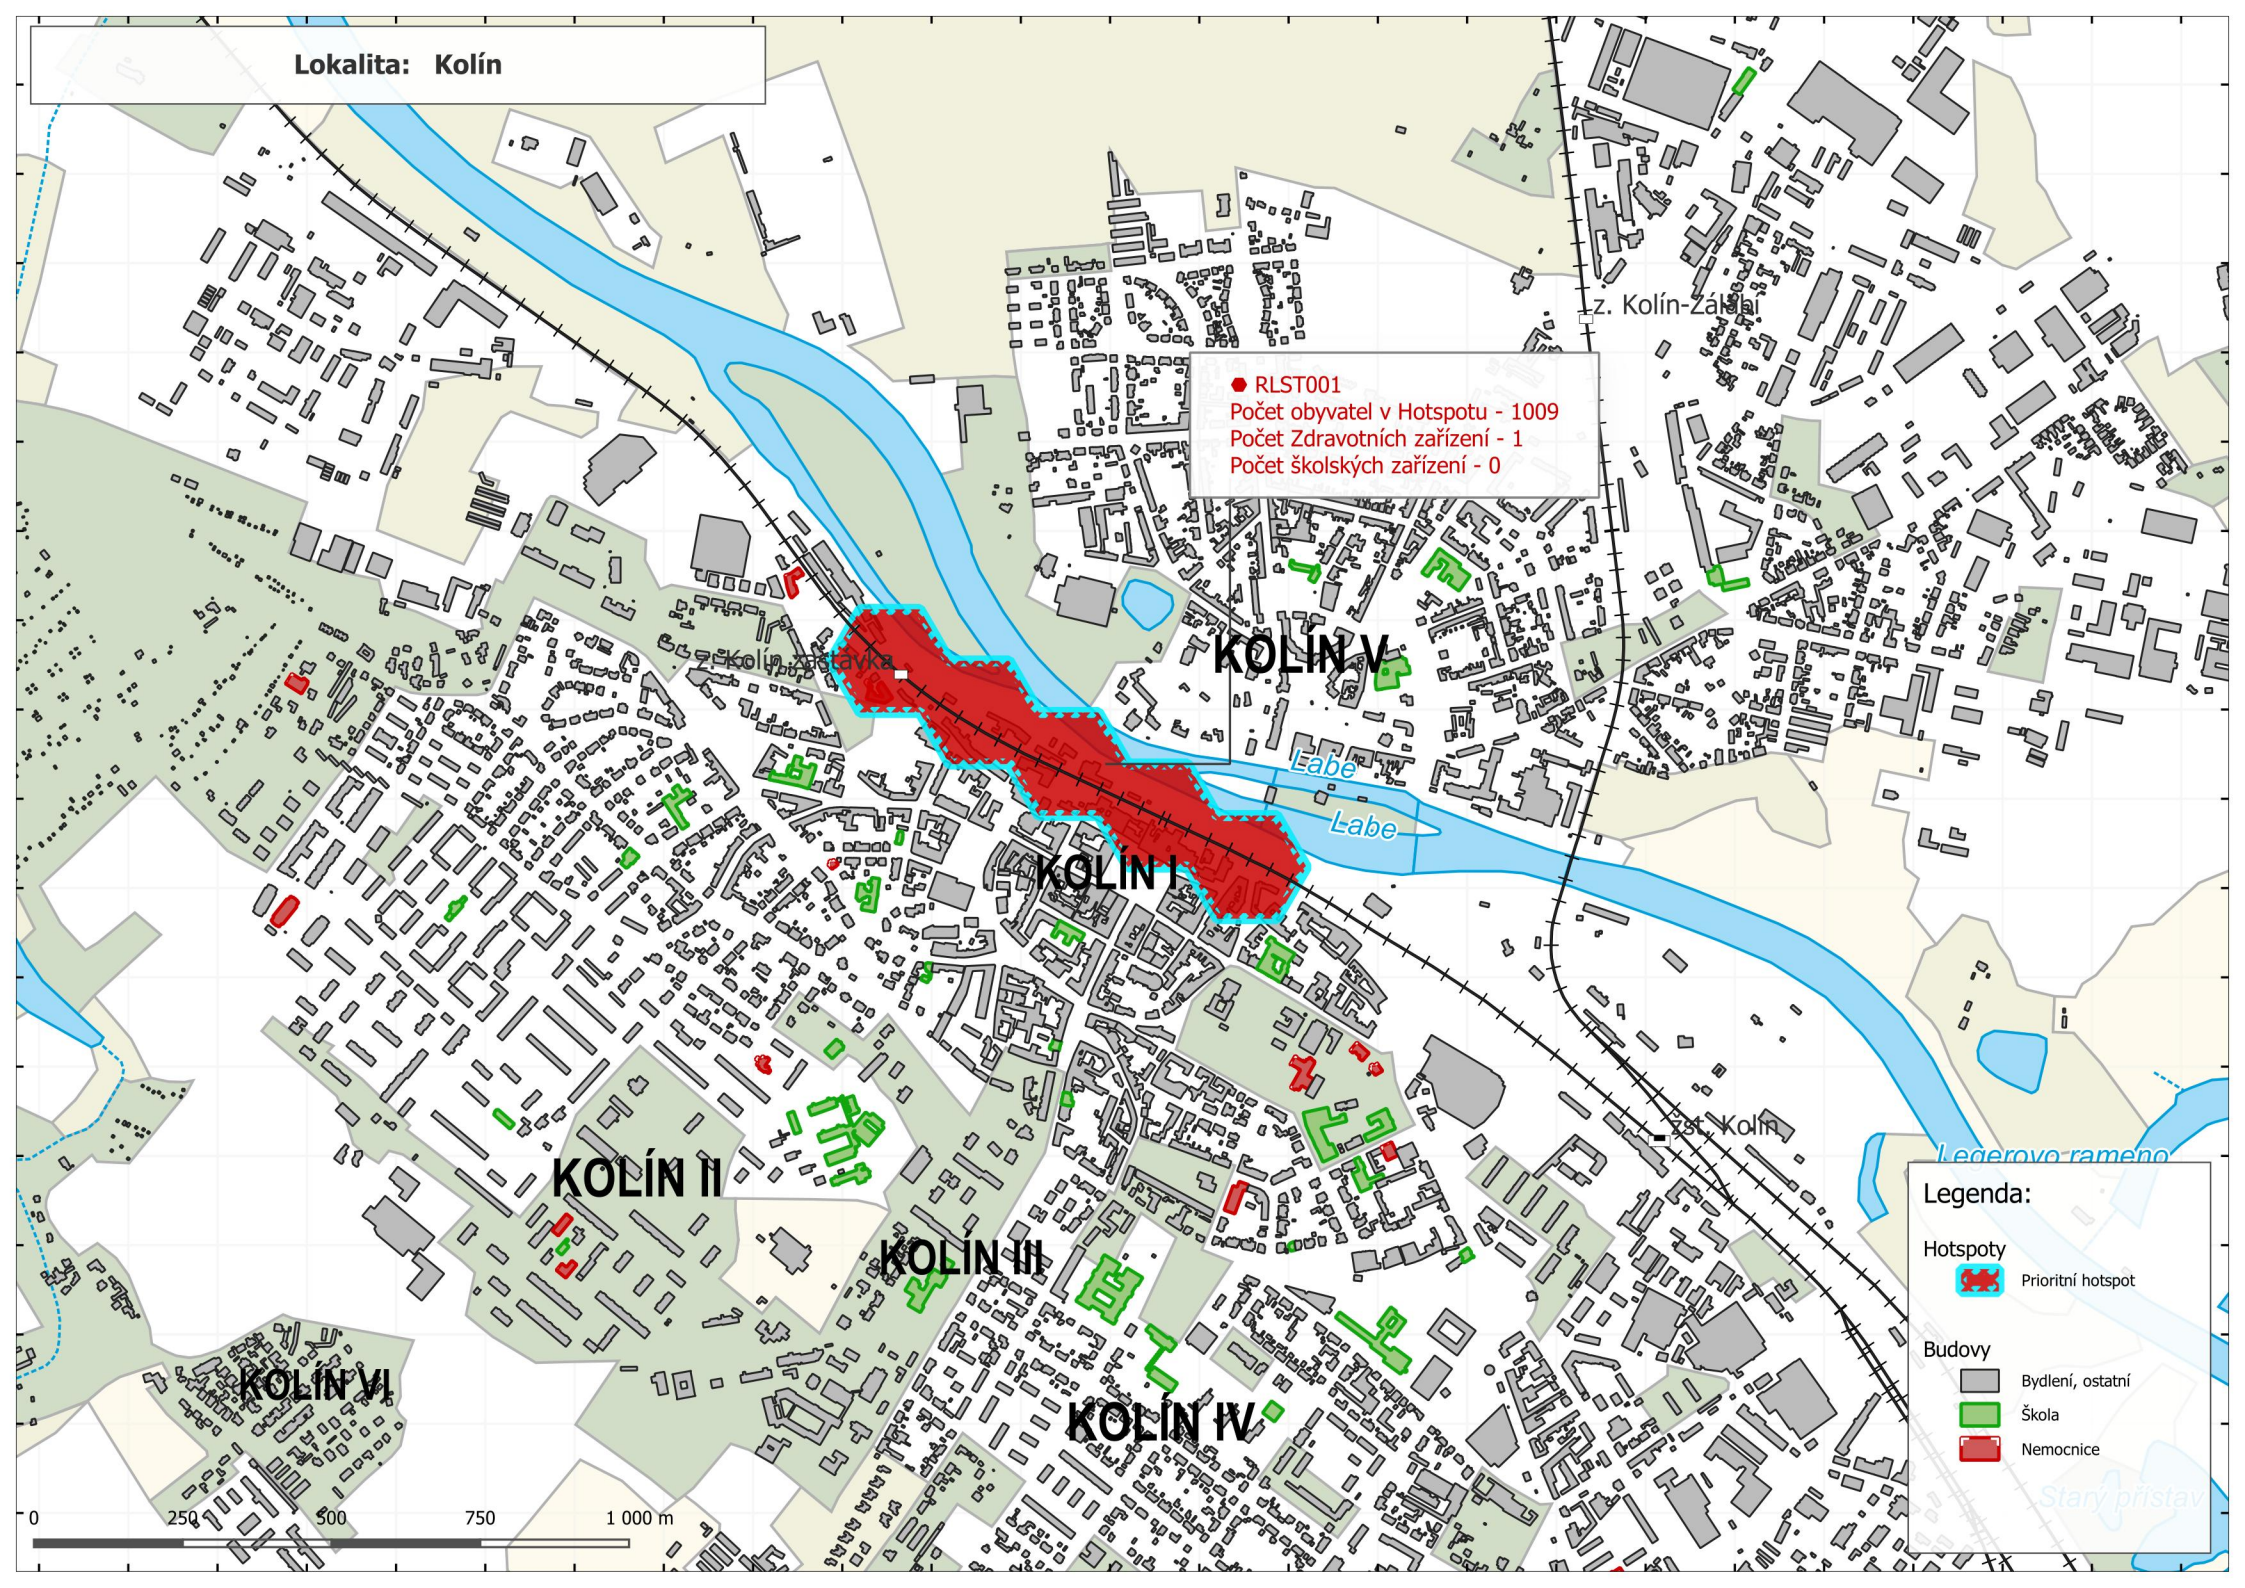 Lokalita: Kolín
z. Kolín-Zálabí
RLST001
Počet obyvatel v Hotspotu - 1009
Počet Zdravotních zařízení - 1
Počet školských zařízení - 0
KOLÍN V
z. Kolín zastávka
Labe
Labe
KOLÍN I
žst. Kolín
Legerovo rameno
KOLÍN II
KOLÍN III
KOLÍN VI
KOLÍN IV
Legenda:
Hotspoty
Prioritní hotspot
Budovy
Bydlení, ostatní
Škola
Nemocnice
Starý přístav
0 250 500 750 1 000 m